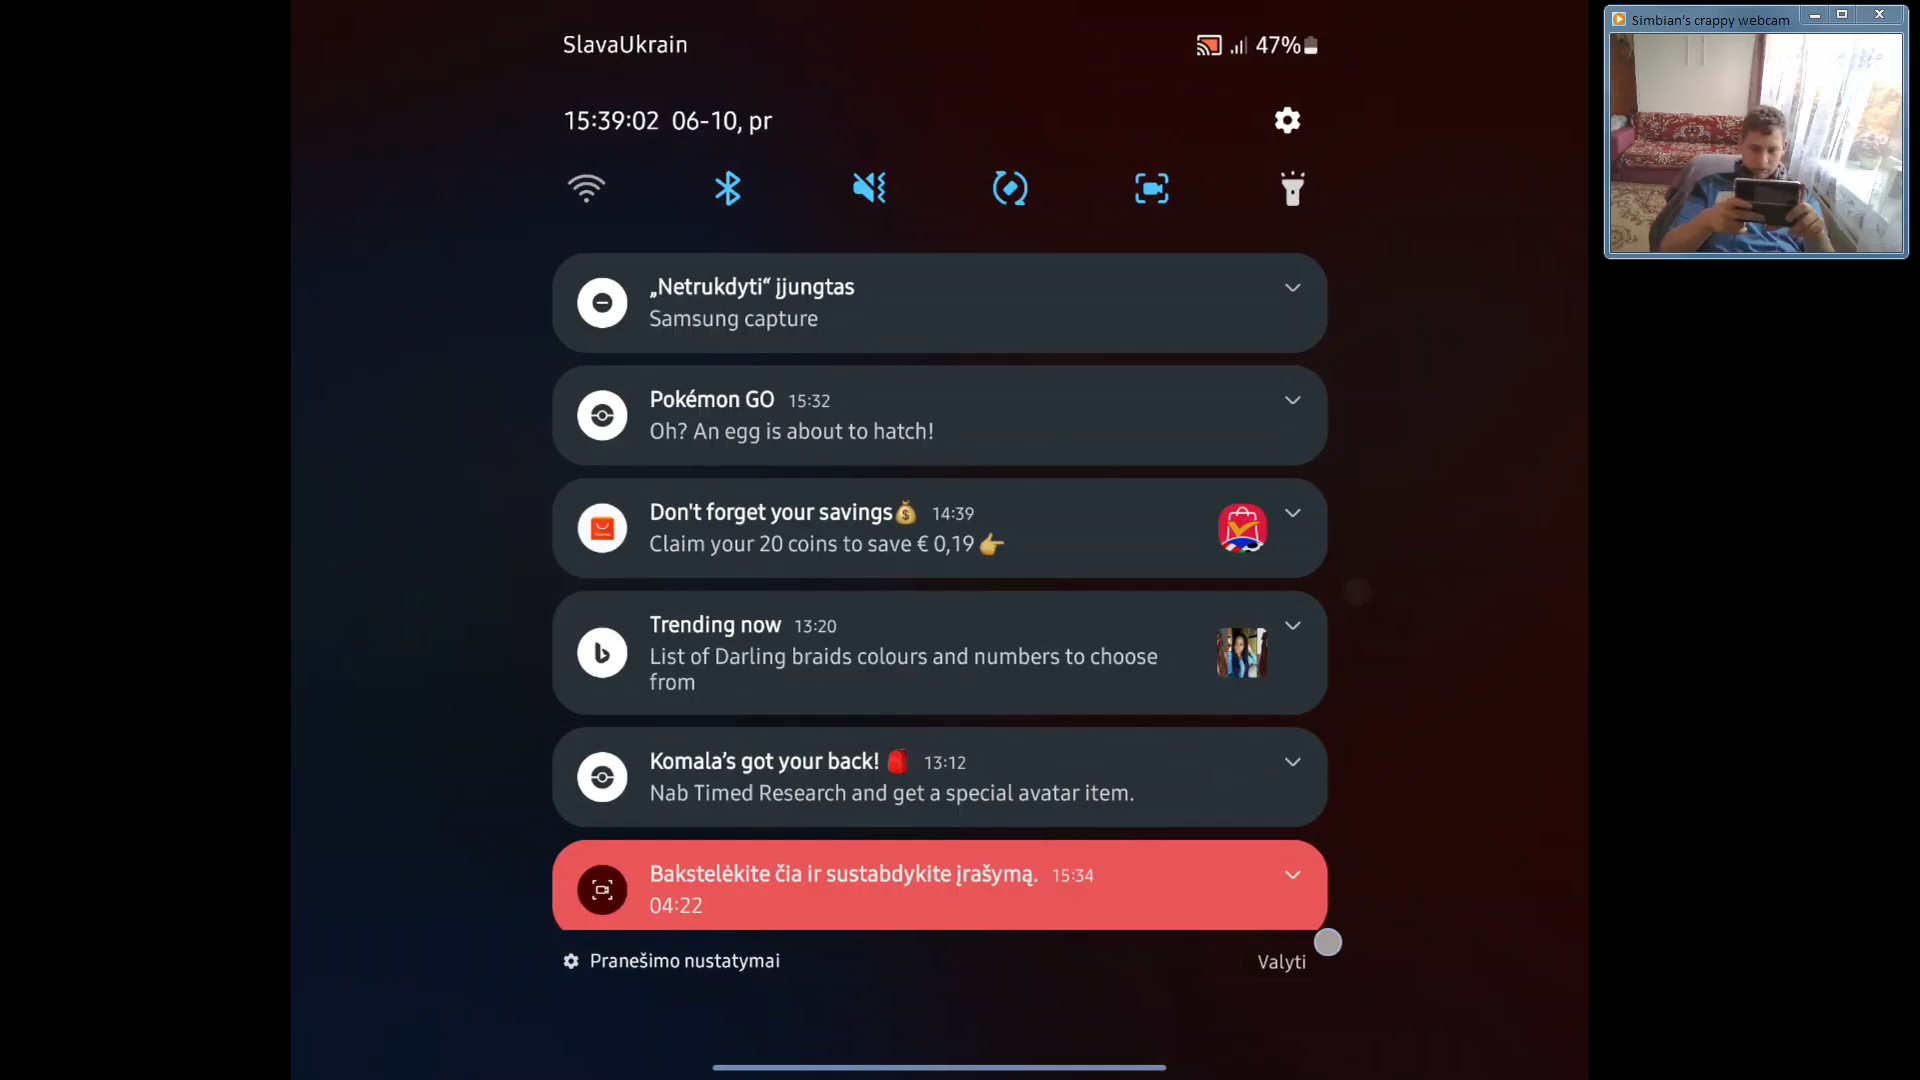 Simbian's crappy webcam
SlavaUkrain
47%
15:39:02 06-10, pr
„Netrukdyti“ įjungtas
Samsung capture
Pokémon GO 15:32
Oh? An egg is about to hatch!
Don't forget your savings💰 14:39
Claim your 20 coins to save € 0,19 👉
Trending now 13:20
List of Darling braids colours and numbers to choose
from
Komala’s got your back! 🎒 13:12
Nab Timed Research and get a special avatar item.
Bakstelėkite čia ir sustabdykite įrašymą. 15:34
04:22
Pranešimo nustatymai
Valyti